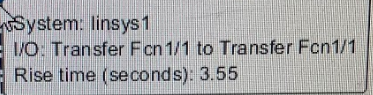 System: linsys1
I/O: Transfer Fcn1/1 to Transfer Fcn1/1
Rise time (seconds): 3.55